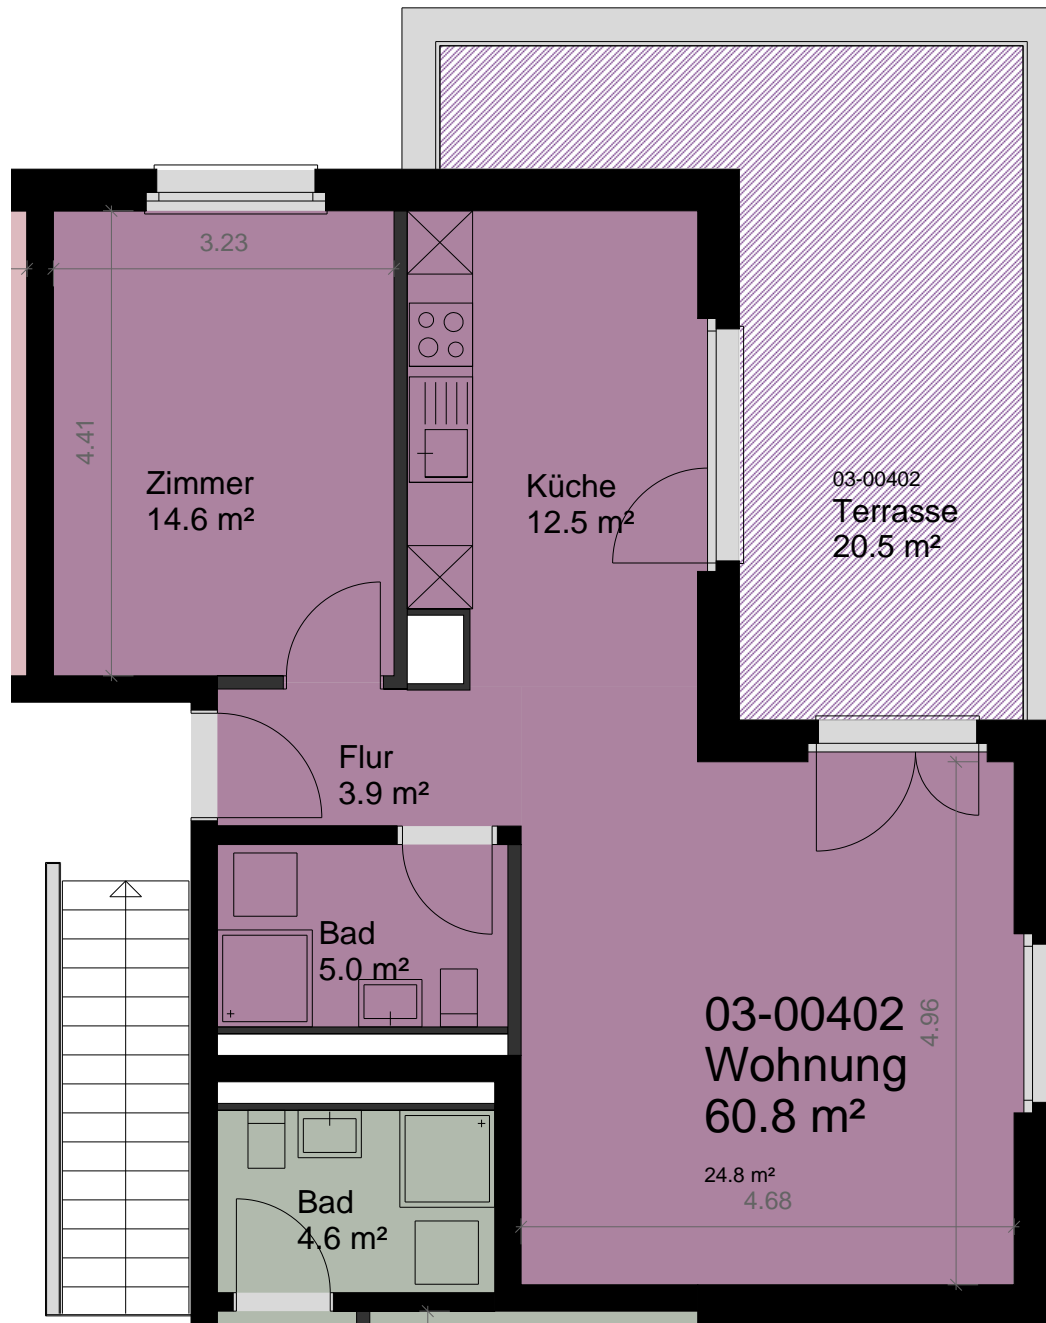 3.23
4.41
Zimmer
14.6 m²
Küche
12.5 m²
03-00402
Terrasse
20.5 m²
Flur
3.9 m²
Bad
5.0 m²
03-00402
Wohnung
60.8 m²
4.96
24.8 m²
4.68
Bad
4.6 m²